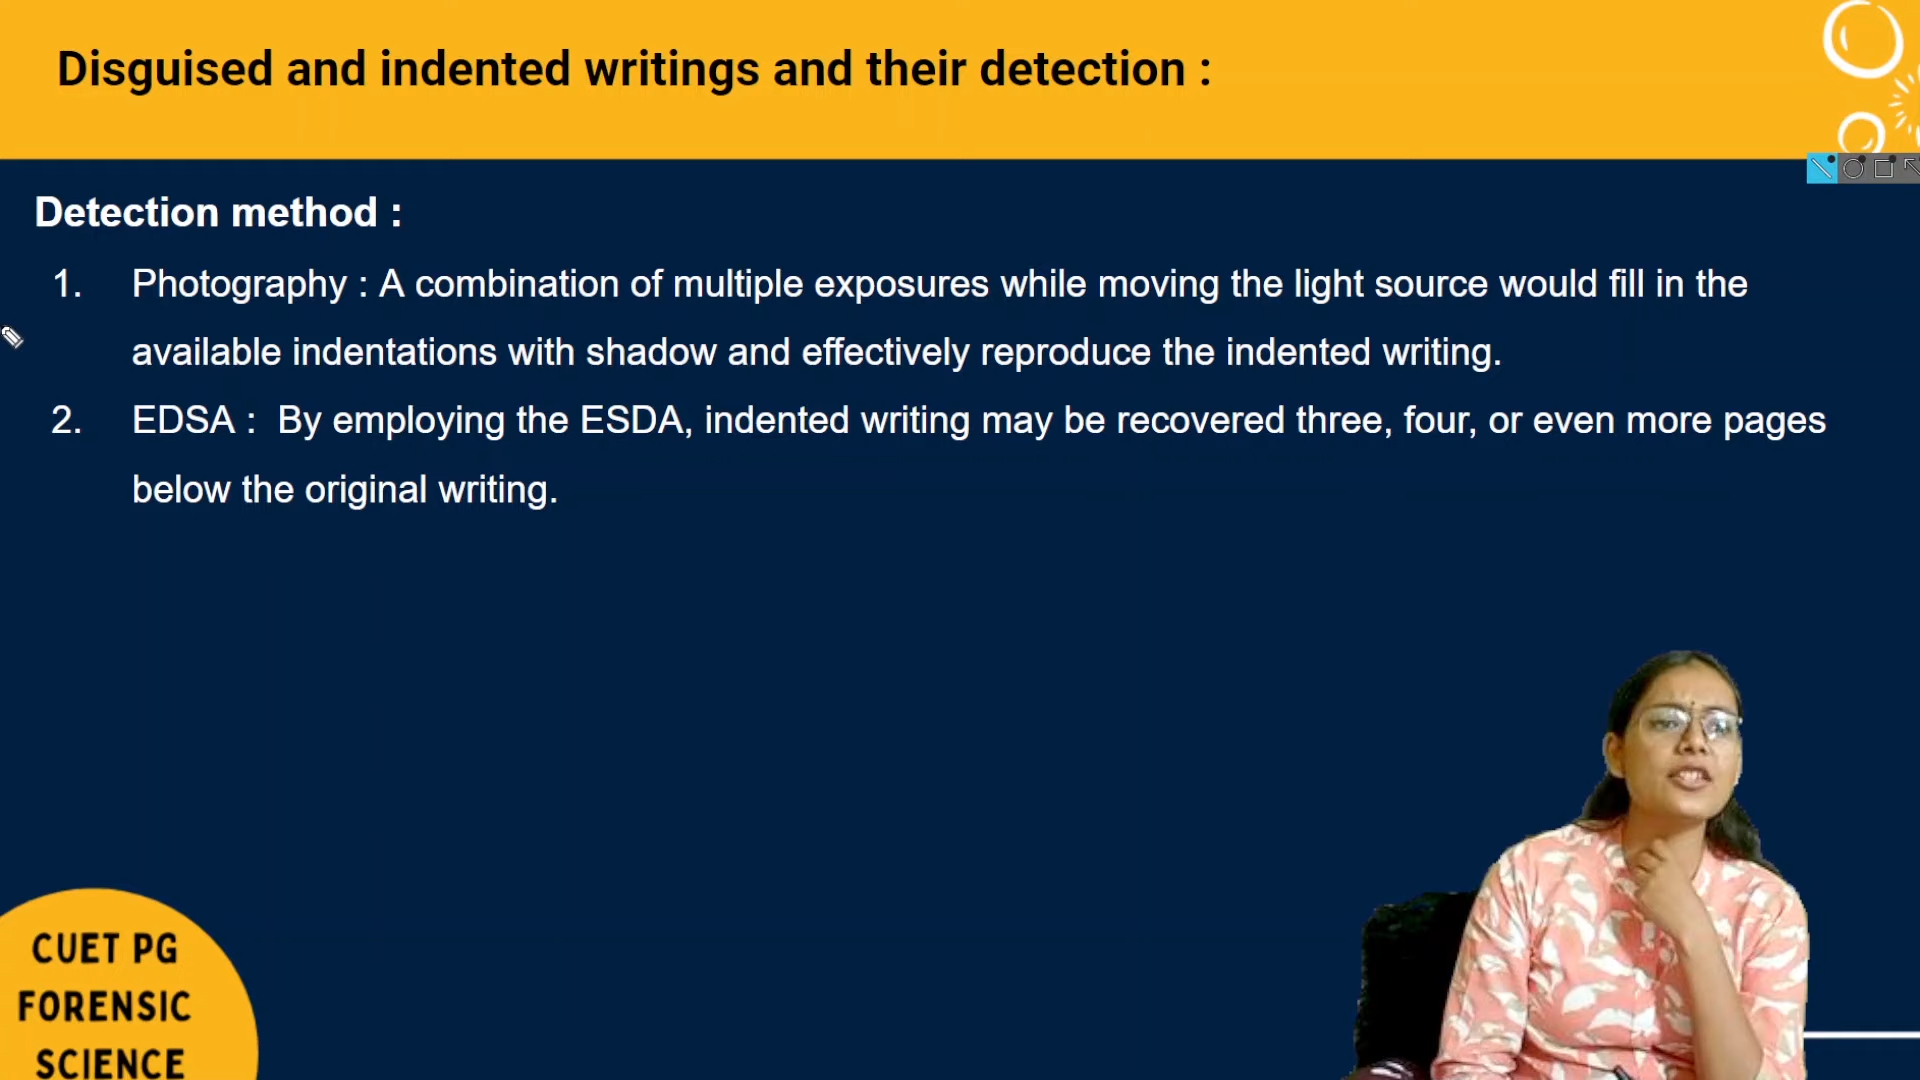 Disguised and indented writings and their detection :
Detection method :
1. Photography : A combination of multiple exposures while moving the light source would fill in the
available indentations with shadow and effectively reproduce the indented writing.
2. EDSA : By employing the ESDA, indented writing may be recovered three, four, or even more pages
below the original writing.
CUET PG
FORENSIC
SCIENCE